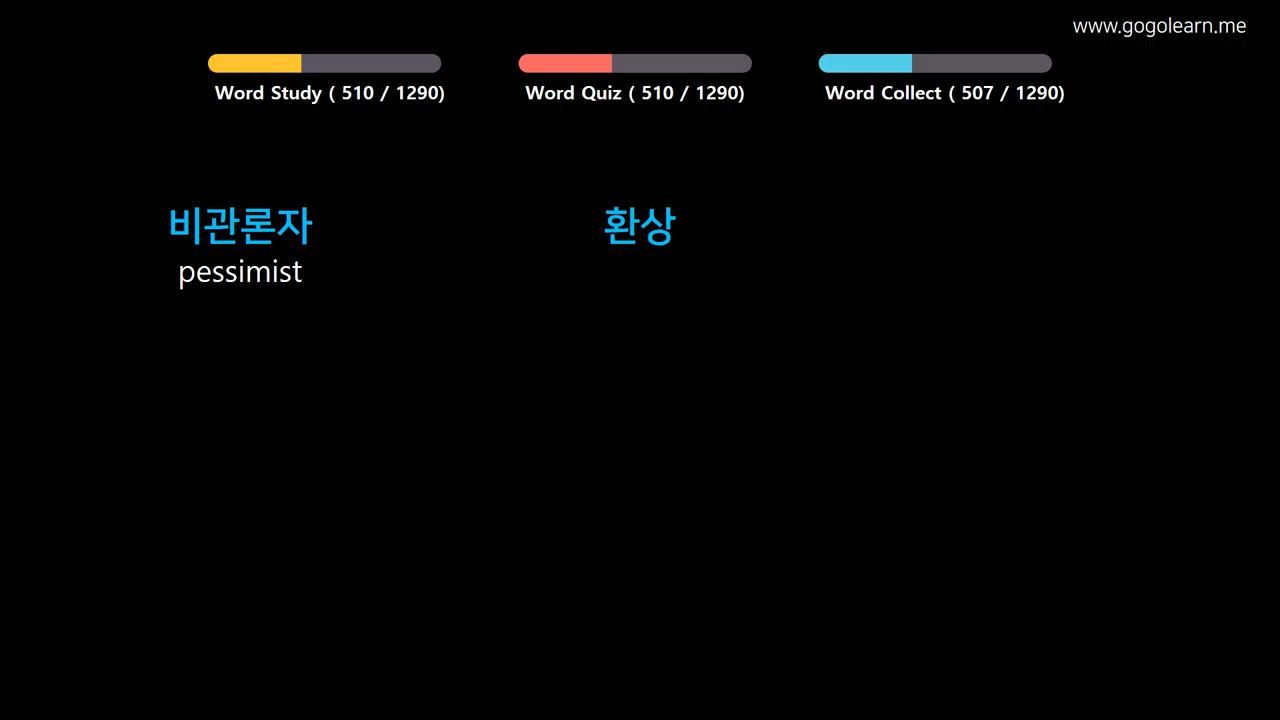 www.gogolearn.me
Word Study ( 510 / 1290)
Word Quiz ( 510 / 1290)
Word Collect ( 507 / 1290)
비관론자
환상
pessimist